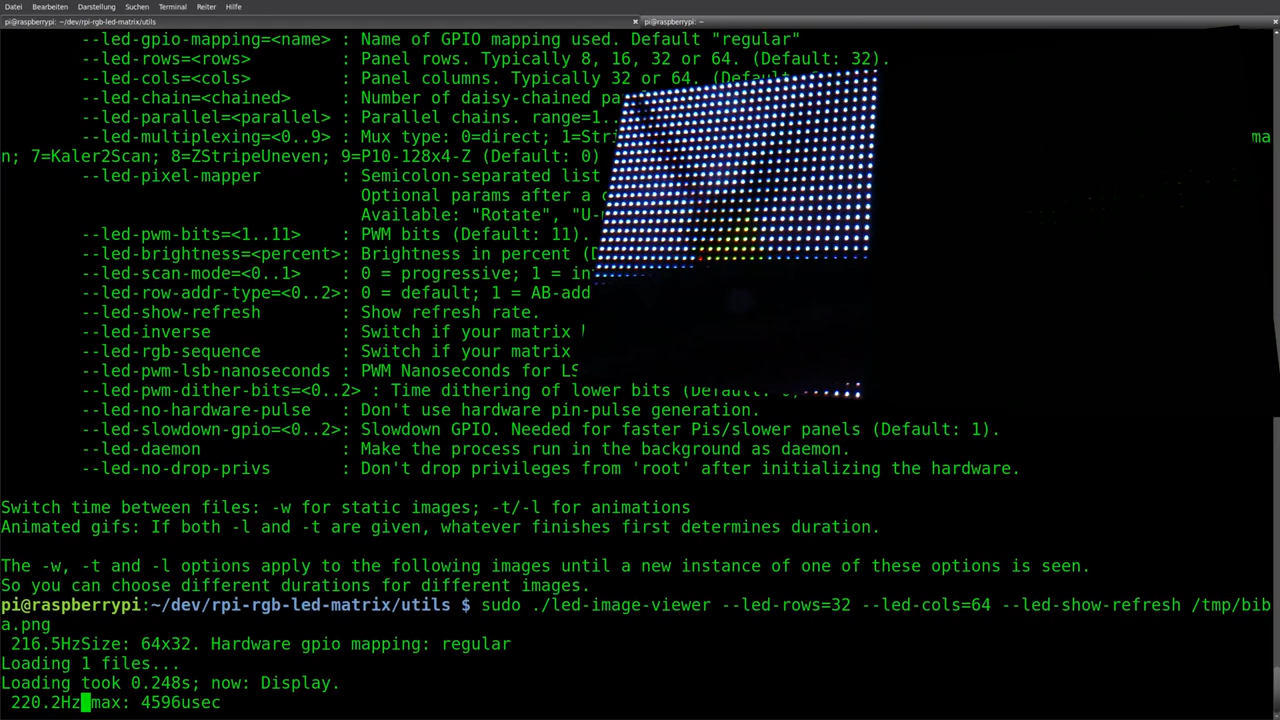 Datei Bearbeiten Darstellung Suchen Terminal Reiter Hilfe
pi@raspberrypi: ~/dev/rpi-rgb-led-matrix/utils × pi@raspberrypi: ~ ×
--led-gpio-mapping=<name> : Name of GPIO mapping used. Default "regular"
--led-rows=<rows> : Panel rows. Typically 8, 16, 32 or 64. (Default: 32).
--led-cols=<cols> : Panel columns. Typically 32 or 64. (Default:
--led-chain=<chained> : Number of daisy-chained
--led-parallel=<parallel> : Parallel chains. range=1..
--led-multiplexing=<0..9> : Mux type: 0=direct;
n; 7=Kaler2Scan; 8=ZStripeUneven; 9=P10-128x4-Z (Default: 0)
--led-pixel-mapper : Semicolon-separated list
Optional params after a
Available: "Rotate",
--led-pwm-bits=<1..11> : PWM bits (Default: 11).
--led-brightness=<percent>: Brightness in percent
--led-scan-mode=<0..1> : 0 = progressive; 1 =
--led-row-addr-type=<0..2>: 0 = default; 1 =
--led-show-refresh : Show refresh rate.
--led-inverse : Switch if your matrix
--led-rgb-sequence : Switch if your matrix
--led-pwm-lsb-nanoseconds : PWM Nanoseconds for
--led-pwm-dither-bits=<0..2> : Time dithering of lower bits
--led-no-hardware-pulse : Don't use hardware pin-pulse generation.
--led-slowdown-gpio=<0..2>: Slowdown GPIO. Needed for faster Pis/slower panels (Default: 1).
--led-daemon : Make the process run in the background as daemon.
--led-no-drop-privs : Don't drop privileges from 'root' after initializing the hardware.
Switch time between files: -w for static images; -t/-l for animations
Animated gifs: If both -l and -t are given, whatever finishes first determines duration.
The -w, -t and -l options apply to the following images until a new instance of one of these options is seen.
So you can choose different durations for different images.
pi@raspberrypi:~/dev/rpi-rgb-led-matrix/utils $ sudo ./led-image-viewer --led-rows=32 --led-cols=64 --led-show-refresh /tmp/bib
a.png
216.5HzSize: 64x32. Hardware gpio mapping: regular
Loading 1 files...
Loading took 0.248s; now: Display.
220.2Hz max: 4596usec